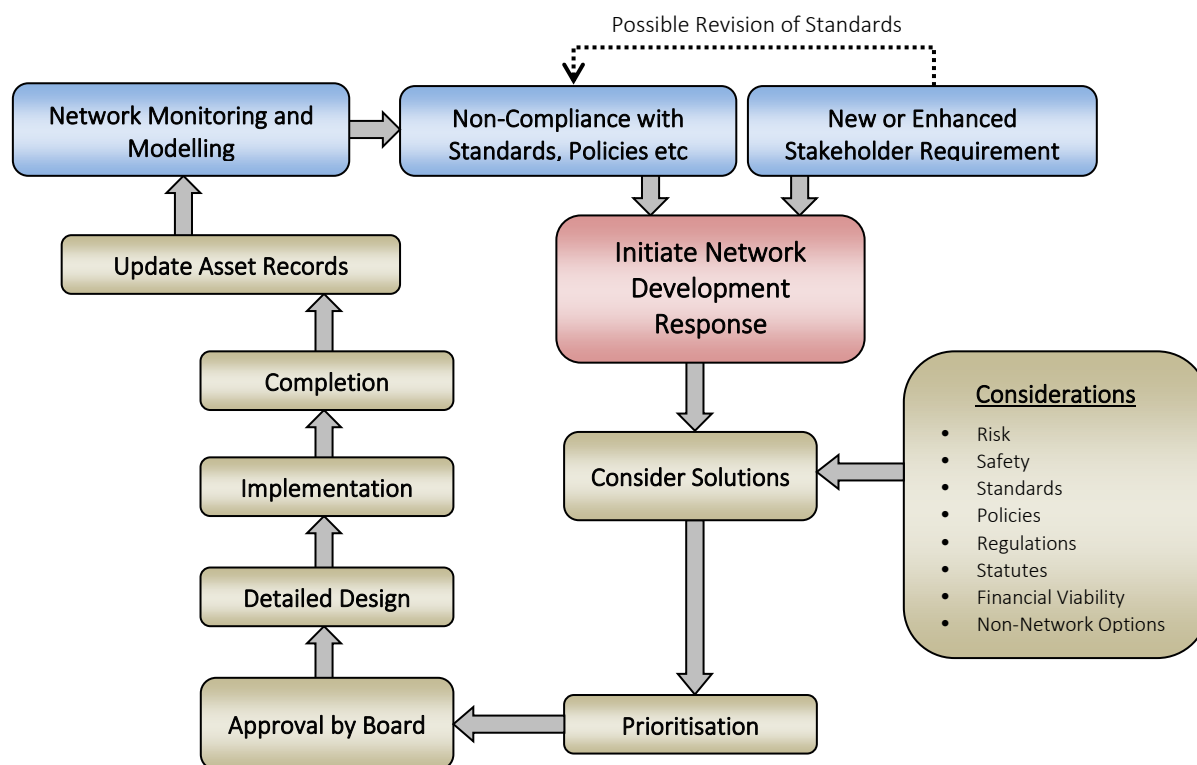 Possible Revision of Standards
Network Monitoring and
Modelling
Non-Compliance with
Standards, Policies etc
New or Enhanced
Stakeholder Requirement
Initiate Network
Development
Response
Update Asset Records
Completion
Implementation
Detailed Design
Approval by Board
Consider Solutions
Prioritisation
Considerations
• Risk
• Safety
• Standards
• Policies
• Regulations
• Statutes
• Financial Viability
• Non-Network Options